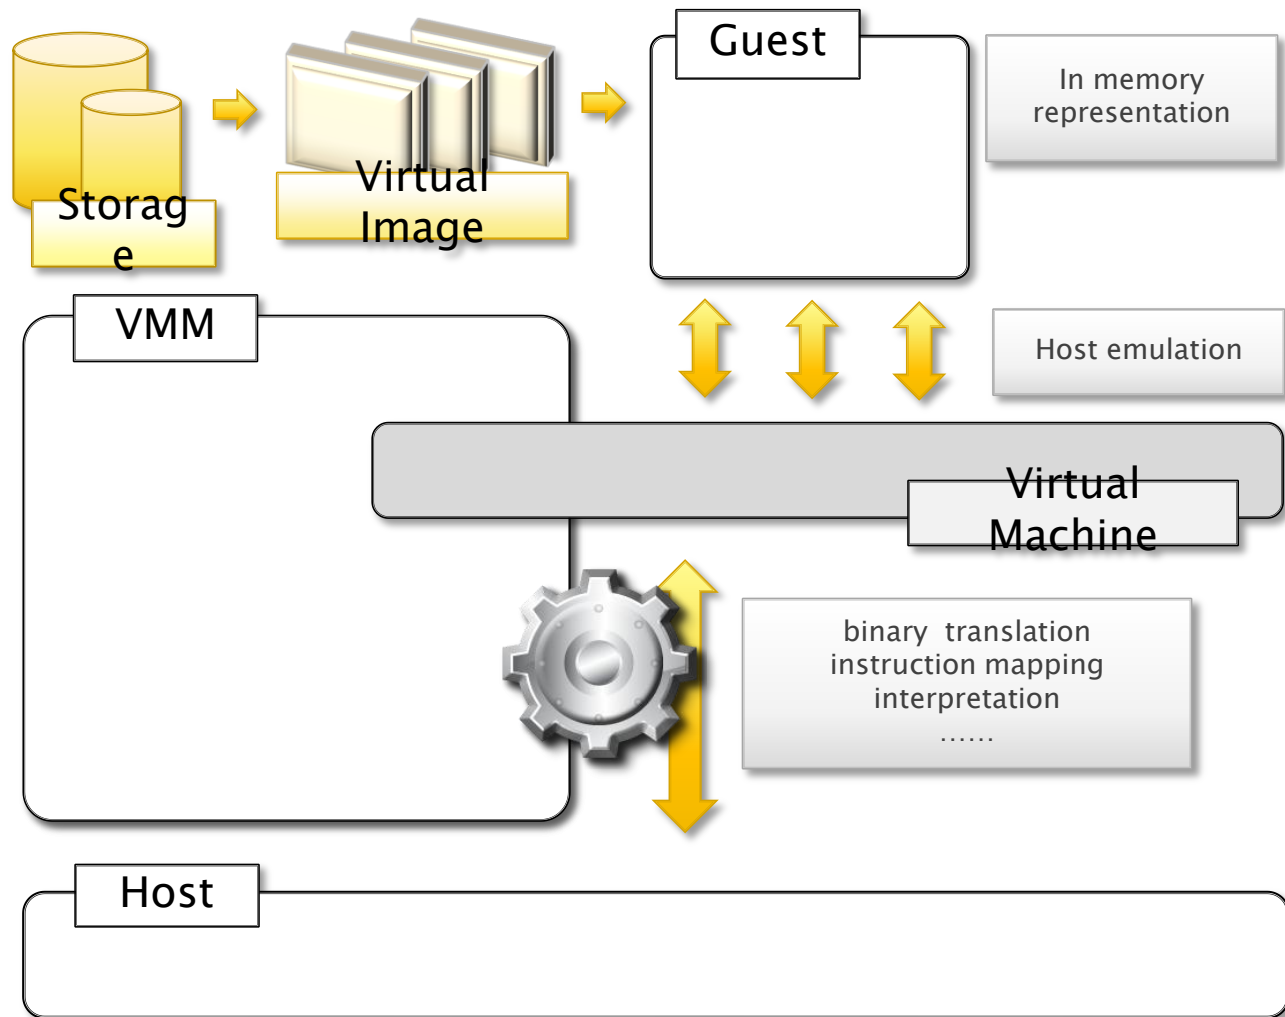 Guest
In memory
representation
Storag
e
Virtual
Image
VMM
Host emulation
Virtual
Machine
binary  translation
instruction mapping
interpretation
......
Host